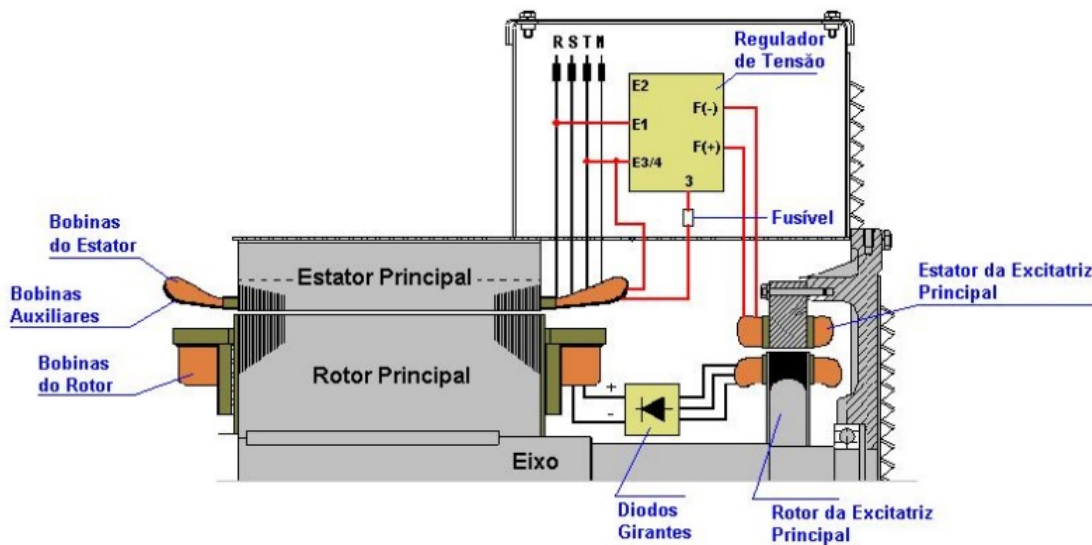 R S T N
Regulador
de Tensão
E2
F(-)
E1
F(+)
E3/4
3
Fusível
Bobinas
do Estator
Estator Principal
Estator da Excitatriz
Principal
Bobinas
Auxiliares
Bobinas
do Rotor
Rotor Principal
+
-
Eixo
Diodos
Girantes
Rotor da Excitatriz
Principal